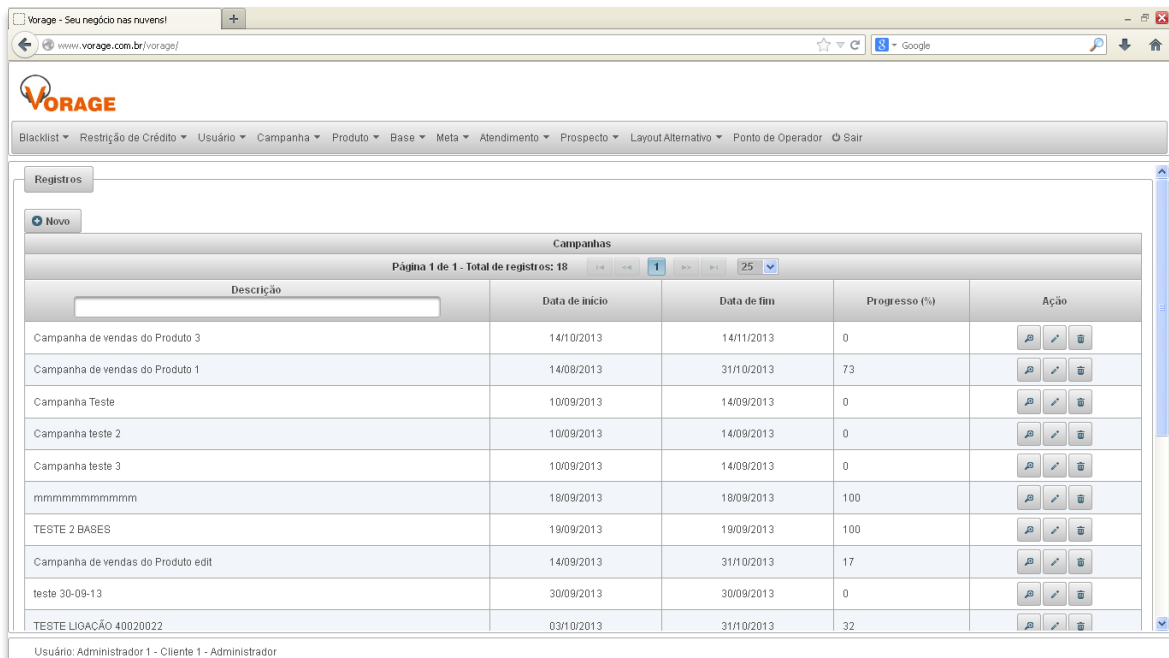 Vorage - Seu negócio nas nuvens!
www.vorage.com.br/vorage/
Google
VORAGE
Blacklist Restrição de Crédito Usuário Campanha Produto Base Meta Atendimento Prospecto Layout Alternativo Ponto de Operador Sair
Registros
Novo
Campanhas
Página 1 de 1 - Total de registros: 18 1 25
Descrição Data de início Data de fim Progresso (%) Ação
Campanha de vendas do Produto 3 14/10/2013 14/11/2013 0
Campanha de vendas do Produto 1 14/08/2013 31/10/2013 73
Campanha Teste 10/09/2013 14/09/2013 0
Campanha teste 2 10/09/2013 14/09/2013 0
Campanha teste 3 10/09/2013 14/09/2013 0
mmmmmmmmmmm 18/09/2013 18/09/2013 100
TESTE 2 BASES 19/09/2013 19/09/2013 100
Campanha de vendas do Produto edit 14/09/2013 31/10/2013 17
teste 30-09-13 30/09/2013 30/09/2013 0
TESTE LIGAÇÃO 40020022 03/10/2013 31/10/2013 32
Usuário: Administrador 1 - Cliente 1 - Administrador